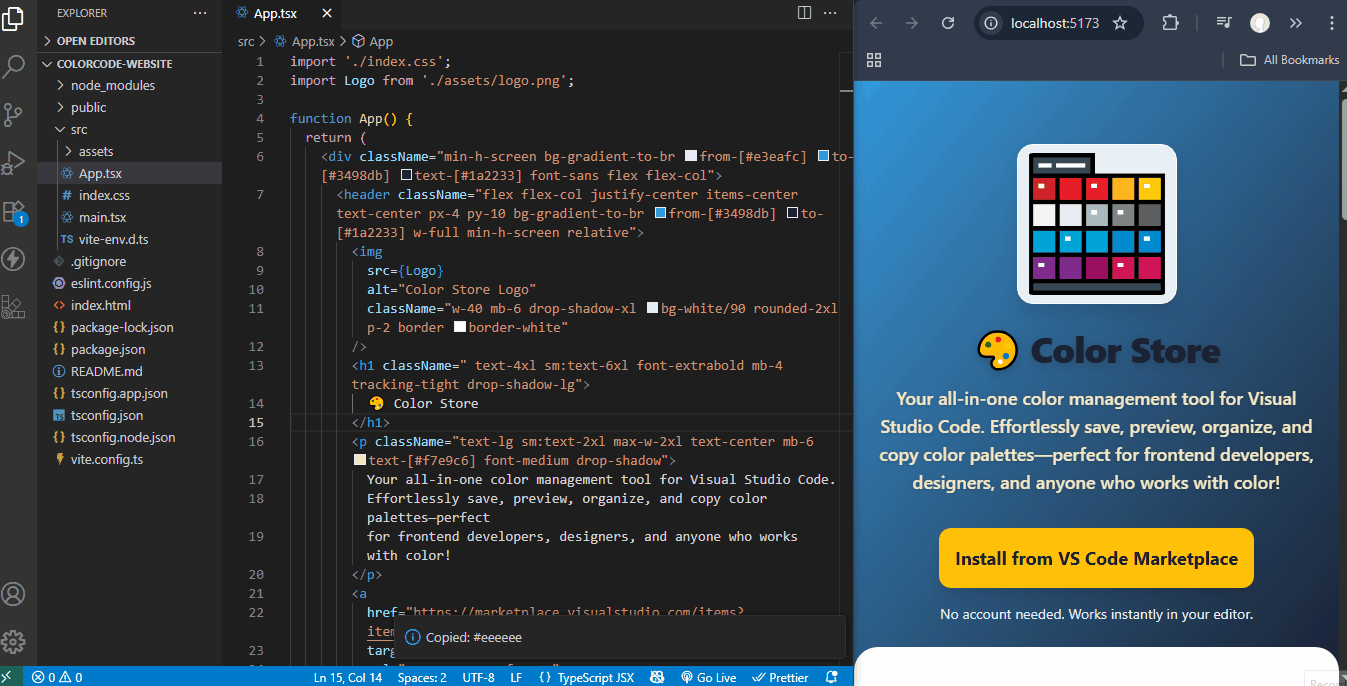 EXPLORER
···
OPEN EDITORS
COLORCODE-WEBSITE
node_modules
public
src
assets
App.tsx
# index.css
main.tsx
TS vite-env.d.ts
.gitignore
eslint.config.js
<> index.html
{} package-lock.json
{} package.json
README.md
{} tsconfig.app.json
TS tsconfig.json
{} tsconfig.node.json
vite.config.ts
1
App.tsx
src > App.tsx > App
1 import './index.css';
2 import Logo from './assets/logo.png';
3
4 function App() {
5 return (
6 <div className="min-h-screen bg-gradient-to-br from-[#e3eafc] to-
[#3498db] text-[#1a2233] font-sans flex flex-col">
7 <header className="flex flex-col justify-center items-center
text-center px-4 py-10 bg-gradient-to-br from-[#3498db] to-
[#1a2233] w-full min-h-screen relative">
8 <img
9 src={Logo}
10 alt="Color Store Logo"
11 className="w-40 mb-6 drop-shadow-xl bg-white/90 rounded-2xl
p-2 border border-white"
12 />
13 <h1 className=" text-4xl sm:text-6xl font-extrabold mb-4
tracking-tight drop-shadow-lg">
14 🎨 Color Store
15 </h1>
16 <p className="text-lg sm:text-2xl max-w-2xl text-center mb-6
text-[#f7e9c6] font-medium drop-shadow">
17 Your all-in-one color management tool for Visual Studio Code.
18 Effortlessly save, preview, organize, and copy color
palettes—perfect
19 for frontend developers, designers, and anyone who works
with color!
20 </p>
21 <a
22 href="https://marketplace.visualstudio.com/items?
item
23 targ
Copied: #eeeeee
0 0
Ln 15, Col 14
Spaces: 2
UTF-8
LF
{} TypeScript JSX
Go Live
Prettier
localhost:5173
All Bookmarks
🎨 Color Store
Your all-in-one color management tool for Visual
Studio Code. Effortlessly save, preview, organize, and
copy color palettes—perfect for frontend developers,
designers, and anyone who works with color!
Install from VS Code Marketplace
No account needed. Works instantly in your editor.